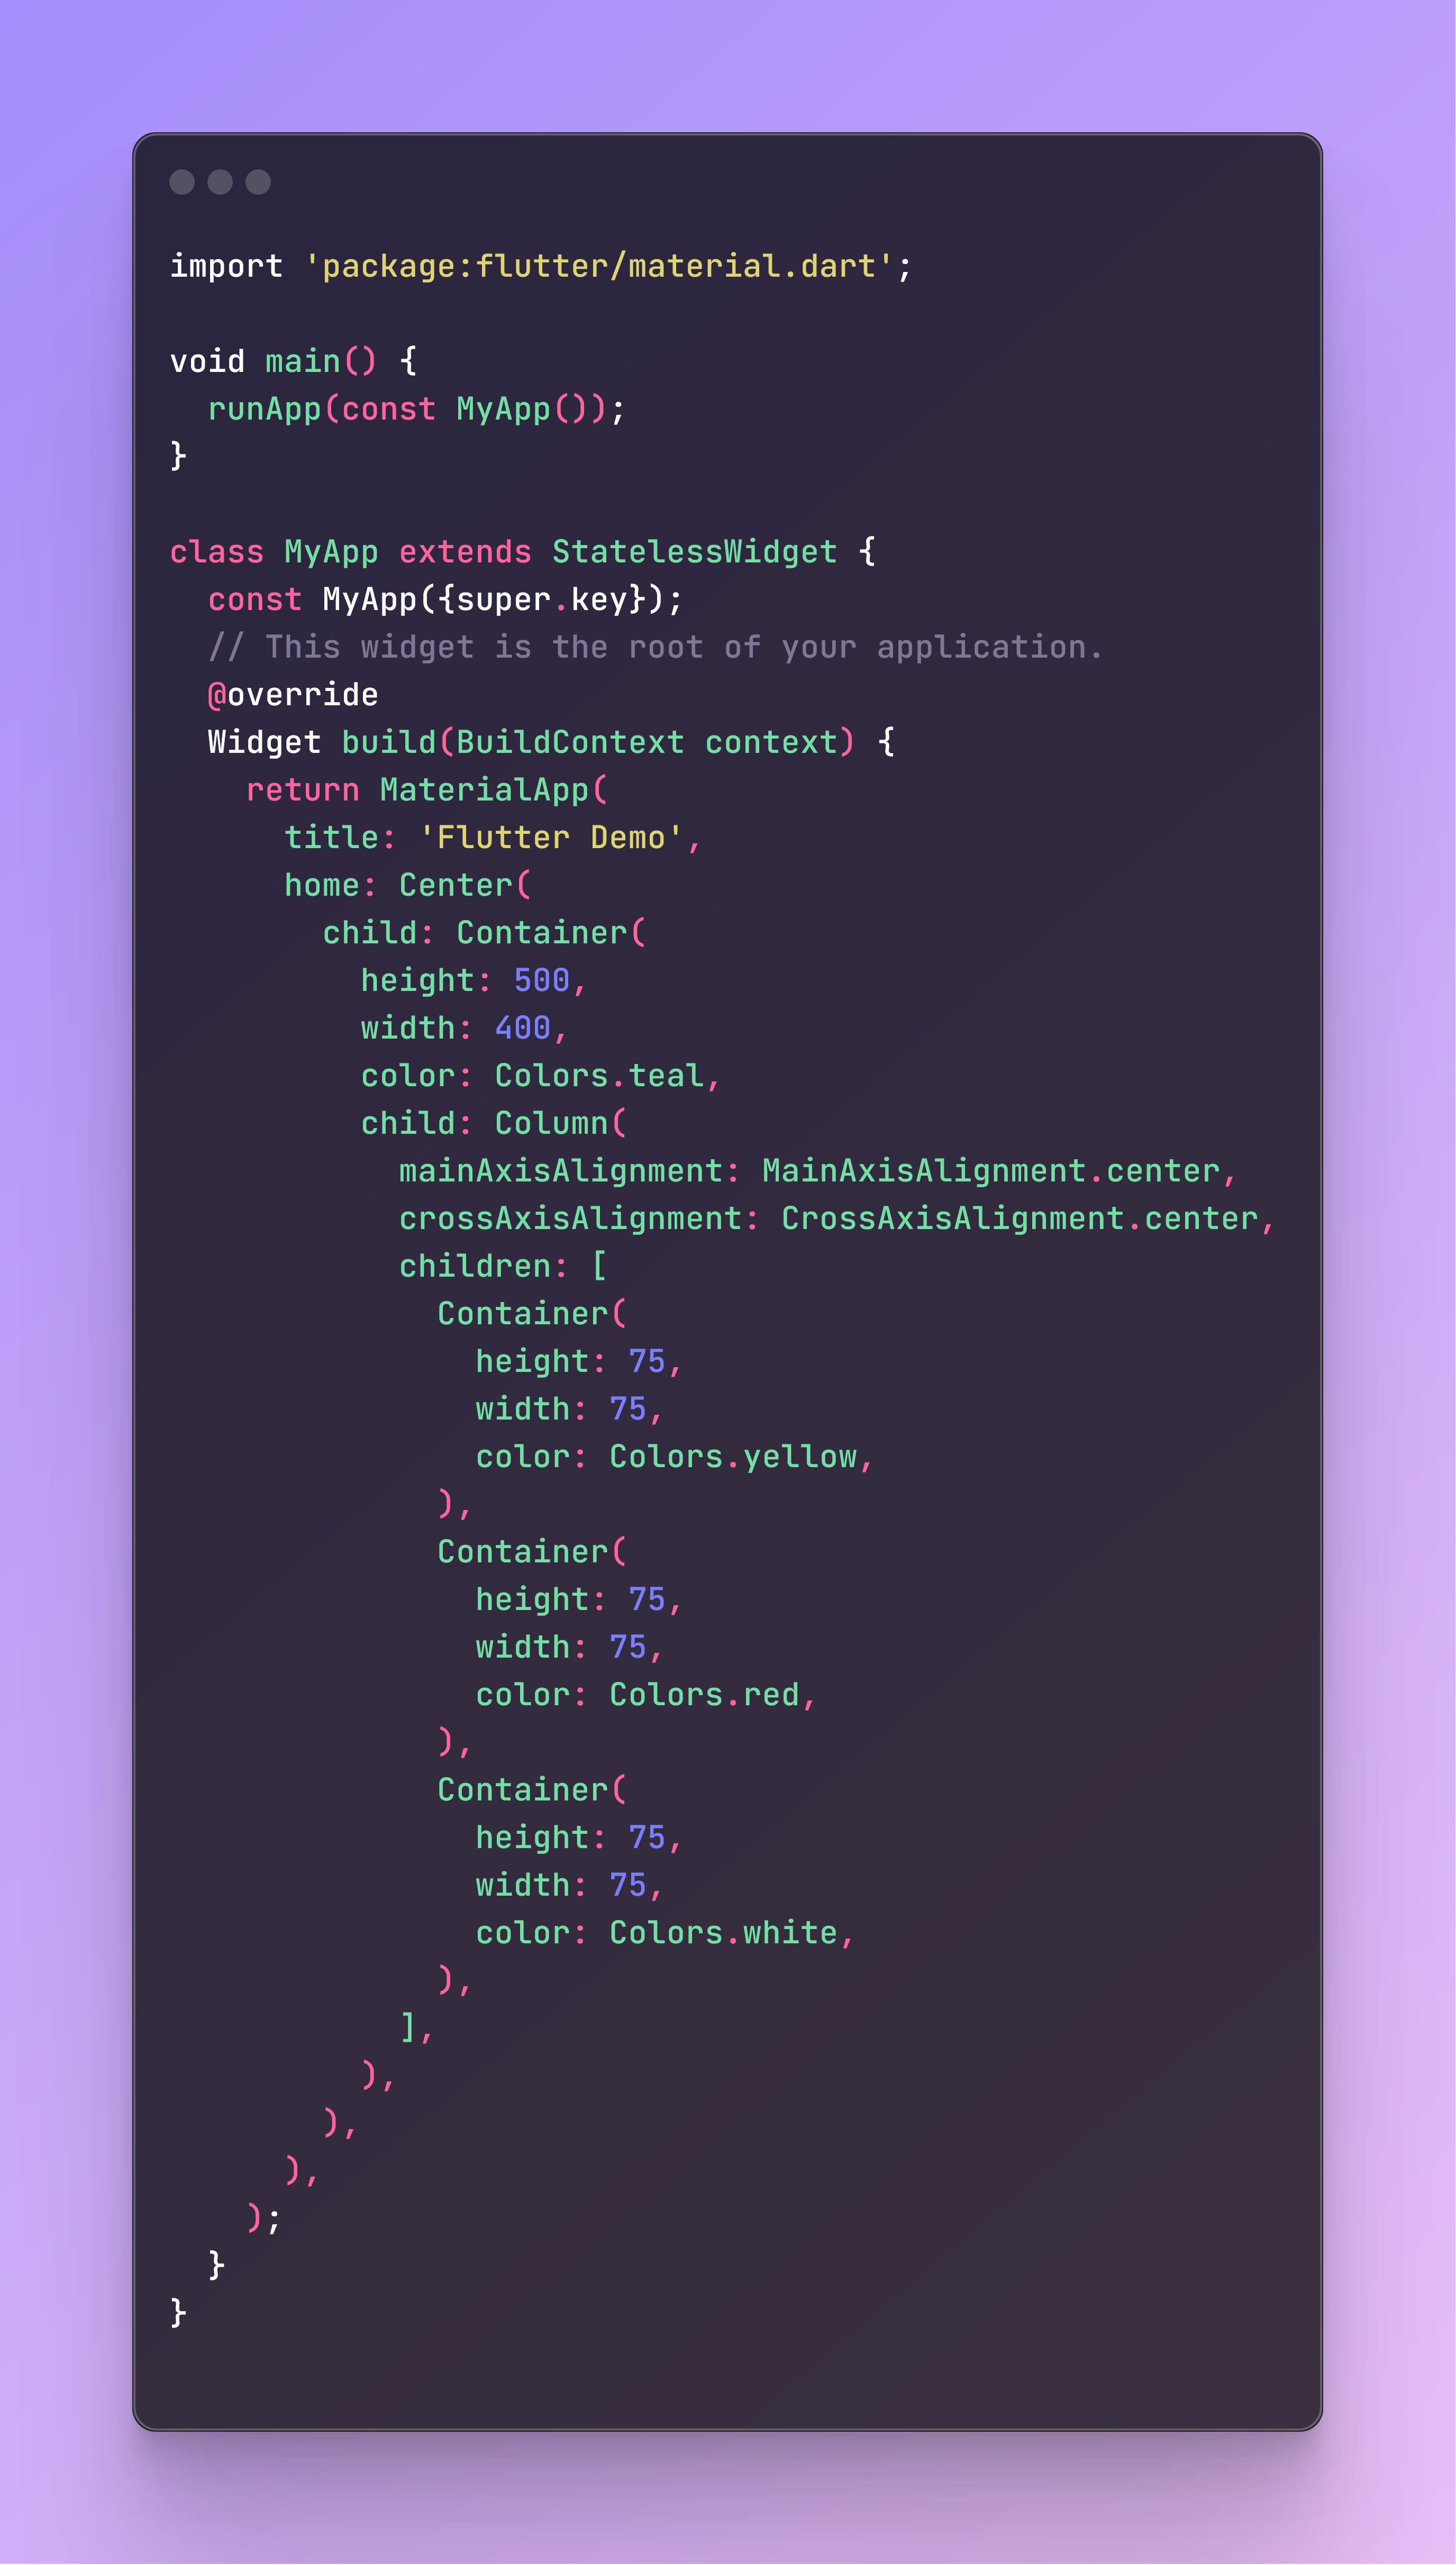 import 'package:flutter/material.dart';

void main() {
  runApp(const MyApp());
}

class MyApp extends StatelessWidget {
  const MyApp({super.key});
  // This widget is the root of your application.
  @override
  Widget build(BuildContext context) {
    return MaterialApp(
      title: 'Flutter Demo',
      home: Center(
        child: Container(
          height: 500,
          width: 400,
          color: Colors.teal,
          child: Column(
            mainAxisAlignment: MainAxisAlignment.center,
            crossAxisAlignment: CrossAxisAlignment.center,
            children: [
              Container(
                height: 75,
                width: 75,
                color: Colors.yellow,
              ),
              Container(
                height: 75,
                width: 75,
                color: Colors.red,
              ),
              Container(
                height: 75,
                width: 75,
                color: Colors.white,
              ),
            ],
          ),
        ),
      ),
    );
  }
}